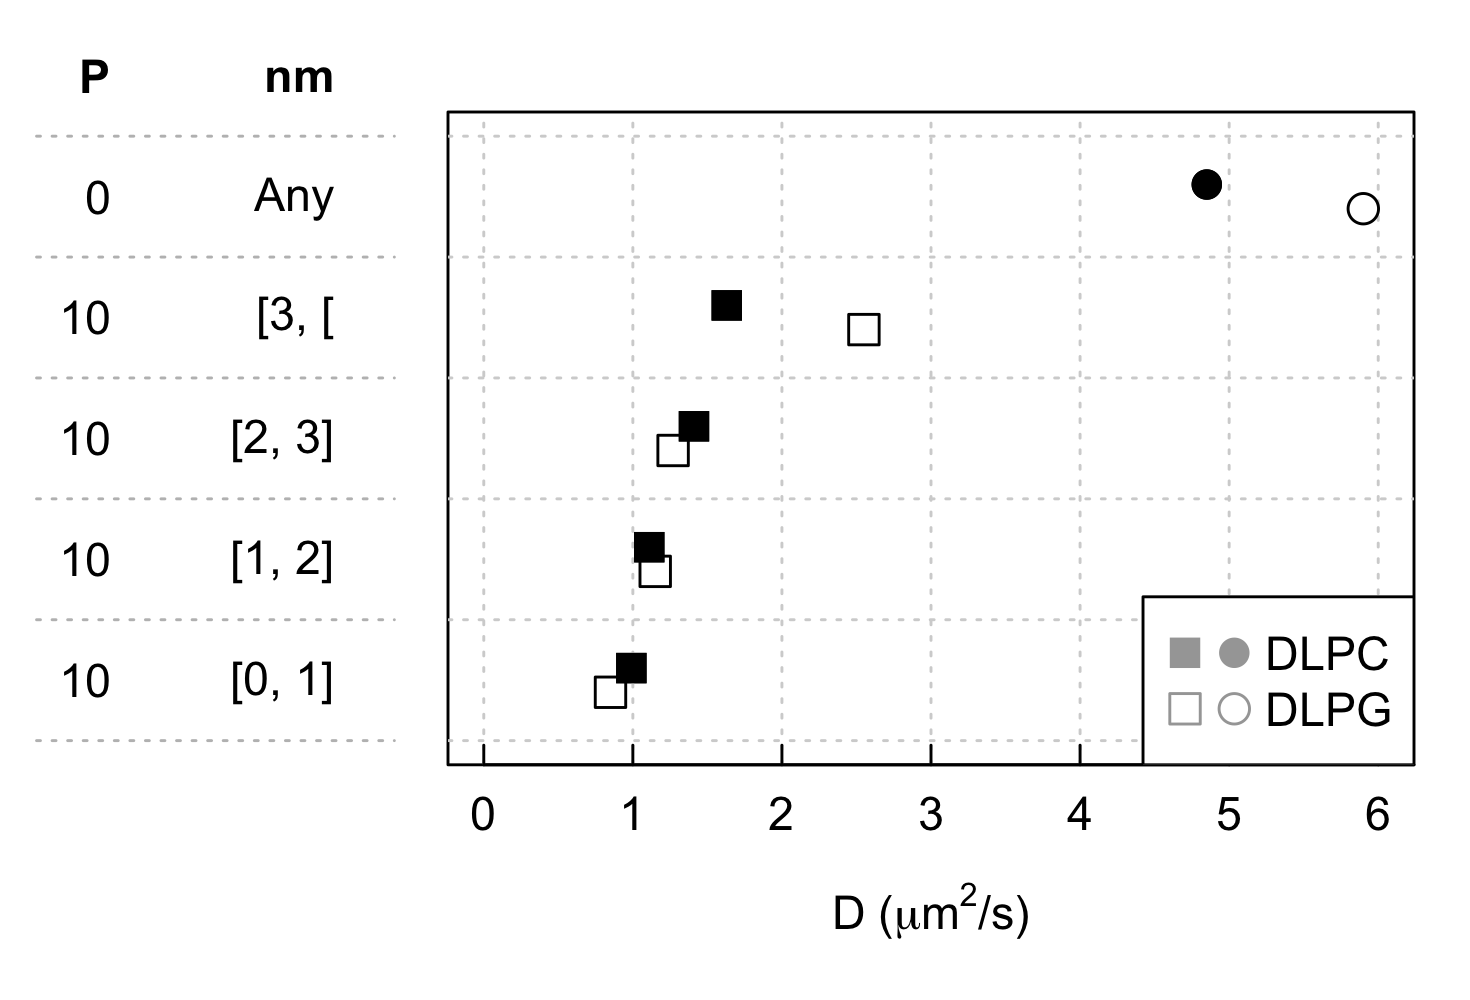 P nm
0 Any
10 [3, [
10 [2, 3]
10 [1, 2]
10 [0, 1]
DLPC
DLPG
0 1 2 3 4 5 6
D (μm²/s)